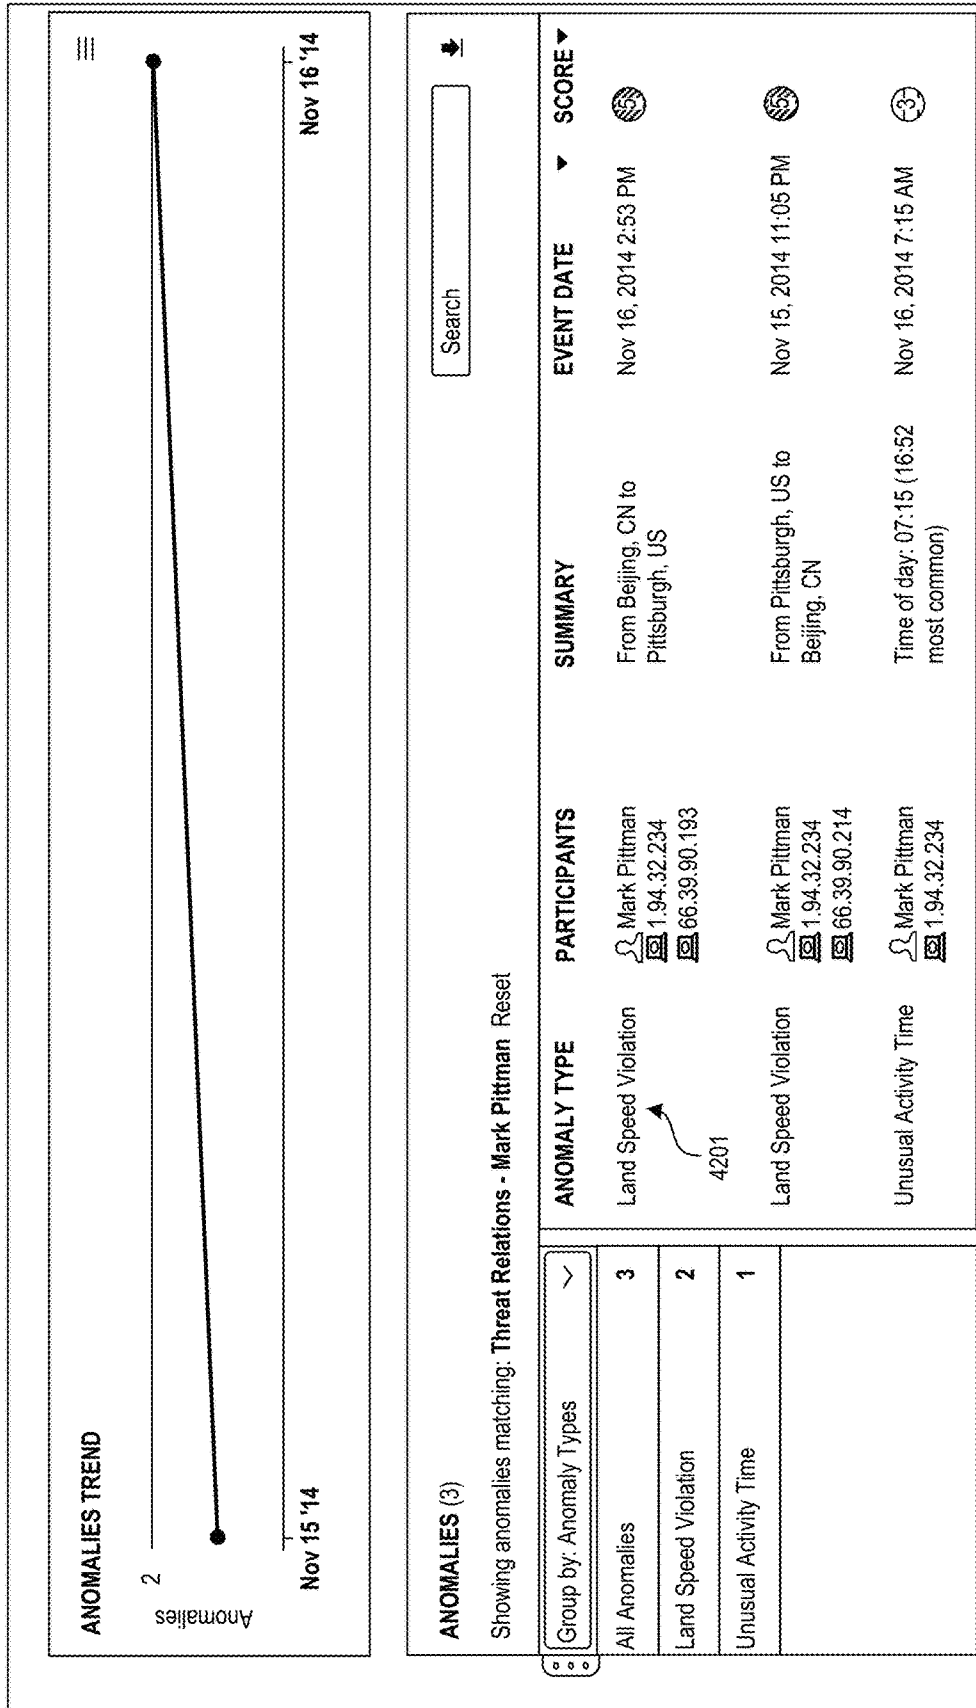 ANOMALIES TREND
2
Anomalies
Nov 15 '14
Nov 16 '14
ANOMALIES (3)
Search
Showing anomalies matching: Threat Relations - Mark Pittman Reset
Group by: Anomaly Types
All Anomalies 3
Land Speed Violation 2
Unusual Activity Time 1
ANOMALY TYPE PARTICIPANTS SUMMARY EVENT DATE SCORE
Land Speed Violation Mark Pittman From Beijing, CN to Nov 16, 2014 2:53 PM 5
1.94.32.234 Pittsburgh, US
66.39.90.193
4201
Land Speed Violation Mark Pittman From Pittsburgh, US to Nov 15, 2014 11:05 PM 5
1.94.32.234 Beijing, CN
66.39.90.214
Unusual Activity Time Mark Pittman Time of day: 07:15 (16:52 Nov 16, 2014 7:15 AM 3
1.94.32.234 most common)